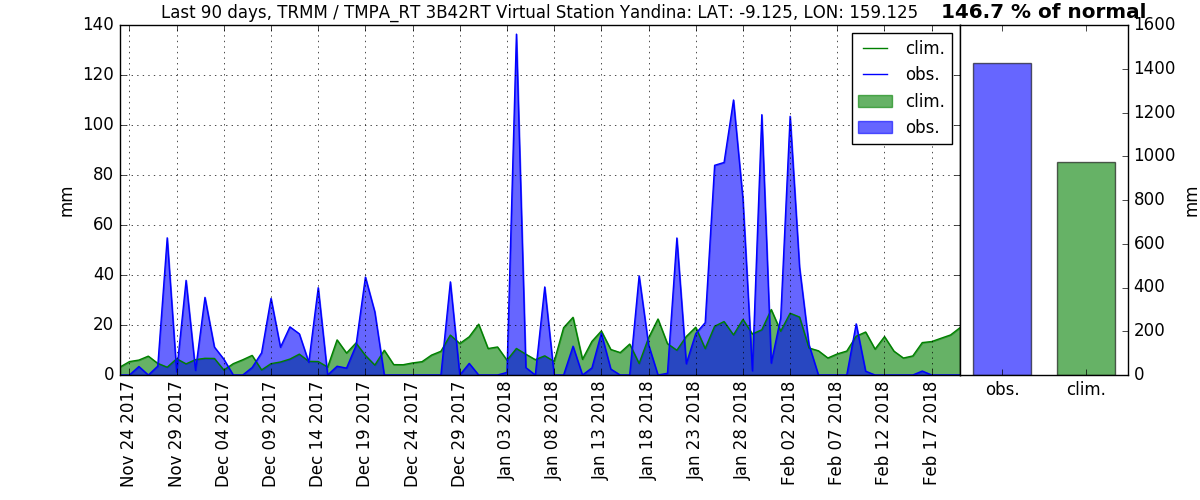 Last 90 days, TRMM / TMPA_RT 3B42RT Virtual Station Yandina: LAT: -9.125, LON: 159.125
146.7 % of normal
140
120
100
80
60
40
20
0
mm
clim.
obs.
clim.
obs.
Nov 24 2017
Nov 29 2017
Dec 04 2017
Dec 09 2017
Dec 14 2017
Dec 19 2017
Dec 24 2017
Dec 29 2017
Jan 03 2018
Jan 08 2018
Jan 13 2018
Jan 18 2018
Jan 23 2018
Jan 28 2018
Feb 02 2018
Feb 07 2018
Feb 12 2018
Feb 17 2018
1600
1400
1200
1000
800
600
400
200
0
mm
obs.
clim.